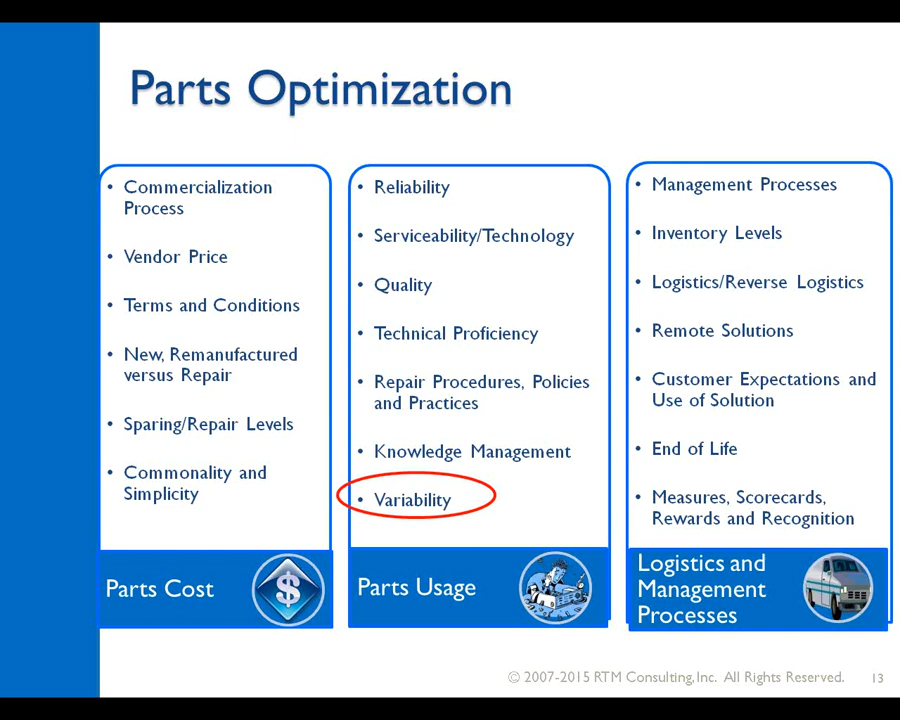 Parts Optimization
• Commercialization
Process
• Vendor Price
• Terms and Conditions
• New, Remanufactured
versus Repair
• Sparing/Repair Levels
• Commonality and
Simplicity
Parts Cost
$
• Reliability
• Serviceability/Technology
• Quality
• Technical Proficiency
• Repair Procedures, Policies
and Practices
• Knowledge Management
• Variability
Parts Usage
• Management Processes
• Inventory Levels
• Logistics/Reverse Logistics
• Remote Solutions
• Customer Expectations and
Use of Solution
• End of Life
• Measures, Scorecards,
Rewards and Recognition
Logistics and
Management
Processes
© 2007-2015 RTM Consulting, Inc. All Rights Reserved. 13